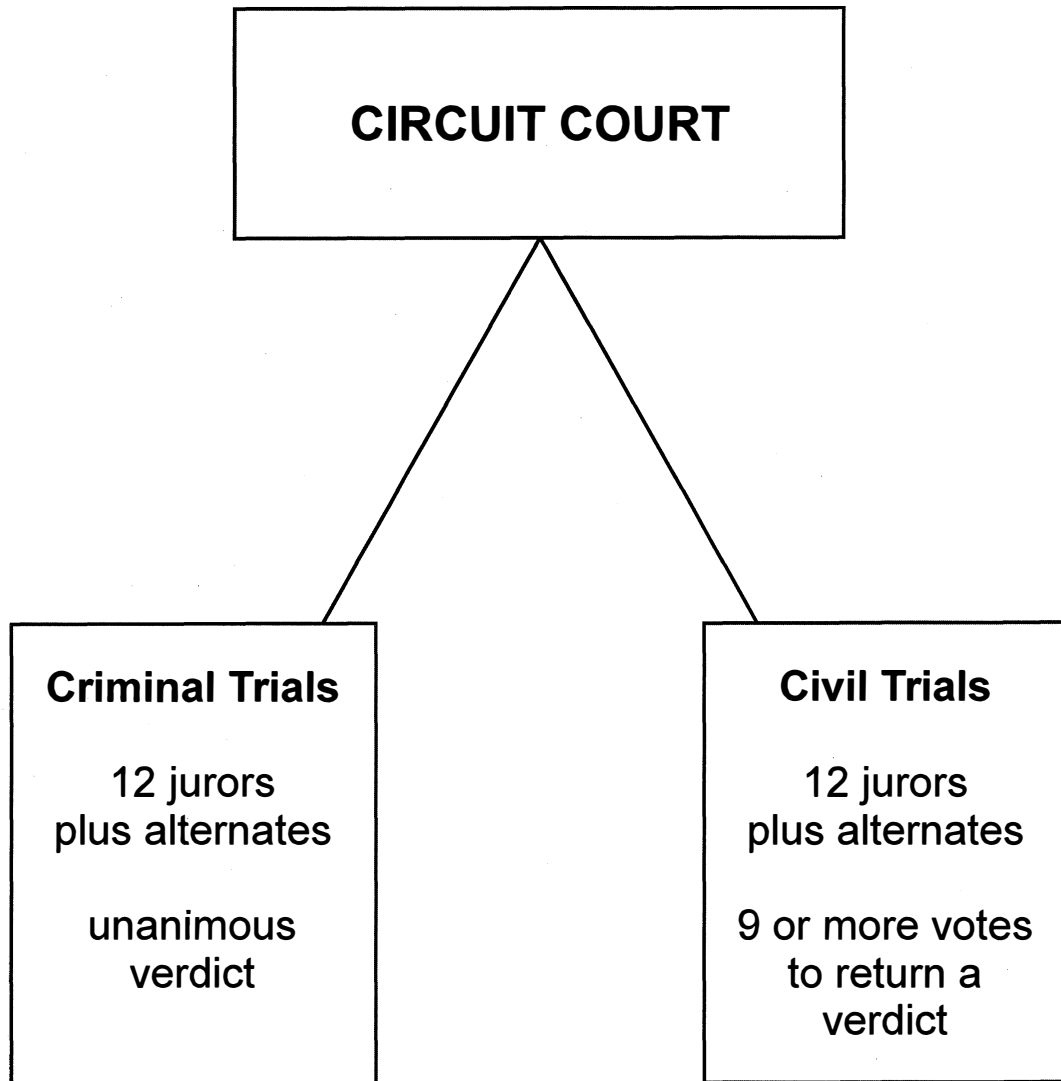 CIRCUIT COURT
Criminal Trials
12 jurors
plus alternates
unanimous
verdict
Civil Trials
12 jurors
plus alternates
9 or more votes
to return a
verdict